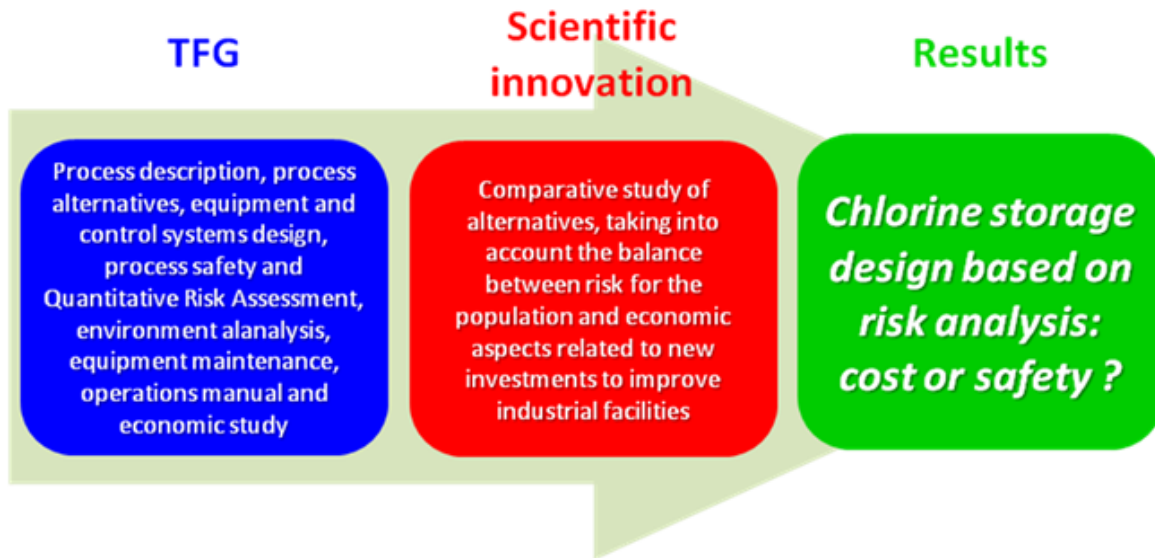 TFG
Scientific
innovation
Results
Process description, process
alternatives, equipment and
control systems design,
process safety and
Quantitative Risk Assessment,
environment alanalysis,
equipment maintenance,
operations manual and
economic study
Comparative study of
alternatives, taking into
account the balance
between risk for the
population and economic
aspects related to new
investments to improve
industrial facilities
Chlorine storage
design based on
risk analysis:
cost or safety ?